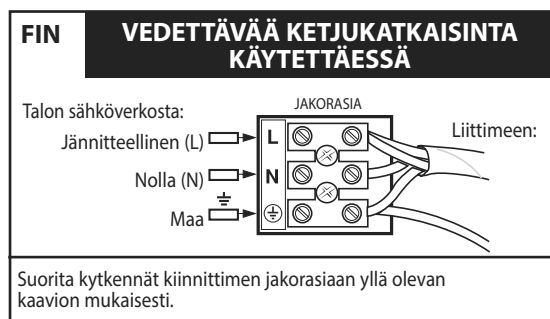 FIN
VEDETTÄVÄÄ KETJUKATKAISINTA
KÄYTETTÄESSÄ
JAKORASIA
Talon sähköverkosta:
Jännitteellinen (L)
L
Liittimeen:
Nolla (N)
N
Maa
Suorita kytkennät kiinnittimen jakorasiaan yllä olevan
kaavion mukaisesti.